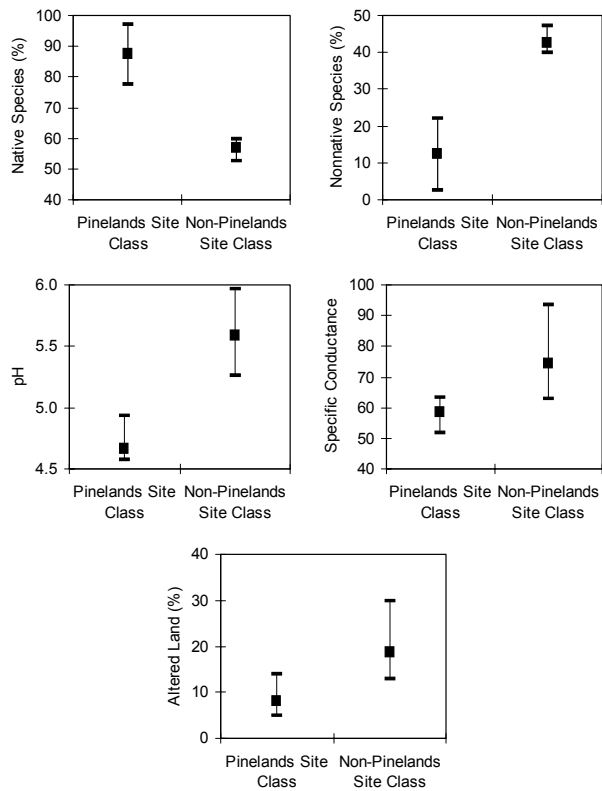 Native Species (%)
100
90
80
70
60
50
40
Pinelands Site
Class
Non-Pinelands
Site Class
Nonnative Species (%)
50
40
30
20
10
0
Pinelands Site
Class
Non-Pinelands
Site Class
pH
6.0
5.5
5.0
4.5
Pinelands Site
Class
Non-Pinelands
Site Class
Specific Conductance
100
90
80
70
60
50
40
Pinelands Site
Class
Non-Pinelands
Site Class
Altered Land (%)
40
30
20
10
0
Pinelands Site
Class
Non-Pinelands
Site Class